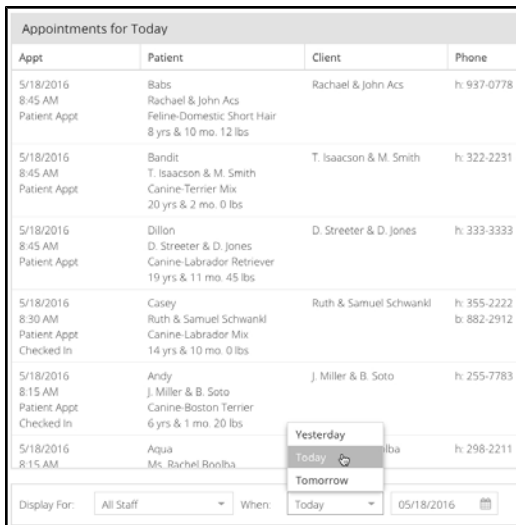 Appointments for Today
Appt Patient Client Phone
5/18/2016 Babs Rachael & John Acs h: 937-0778
8:45 AM Rachael & John Acs
Patient Appt Feline-Domestic Short Hair
8 yrs & 10 mo. 12 lbs
5/18/2016 Bandit T. Isaacson & M. Smith h: 322-2231
8:45 AM T. Isaacson & M. Smith
Patient Appt Canine-Terrier Mix
20 yrs & 2 mo. 0 lbs
5/18/2016 Dillon D. Streeter & D. Jones h: 333-3333
8:45 AM D. Streeter & D. Jones
Patient Appt Canine-Labrador Retriever
19 yrs & 11 mo. 45 lbs
5/18/2016 Casey Ruth & Samuel Schwankl h: 355-2222
8:30 AM Ruth & Samuel Schwankl b: 882-2912
Patient Appt Canine-Labrador Mix
Checked In 14 yrs & 10 mo. 0 lbs
5/18/2016 Andy J. Miller & B. Soto h: 255-7783
8:15 AM J. Miller & B. Soto
Patient Appt Canine-Boston Terrier
Checked In 6 yrs & 1 mo. 20 lbs
5/18/2016 Aqua lba h: 298-2211
8:15 AM Ms. Rachel Boolba
Yesterday
Today
Tomorrow
Display For: All Staff When: Today 05/18/2016